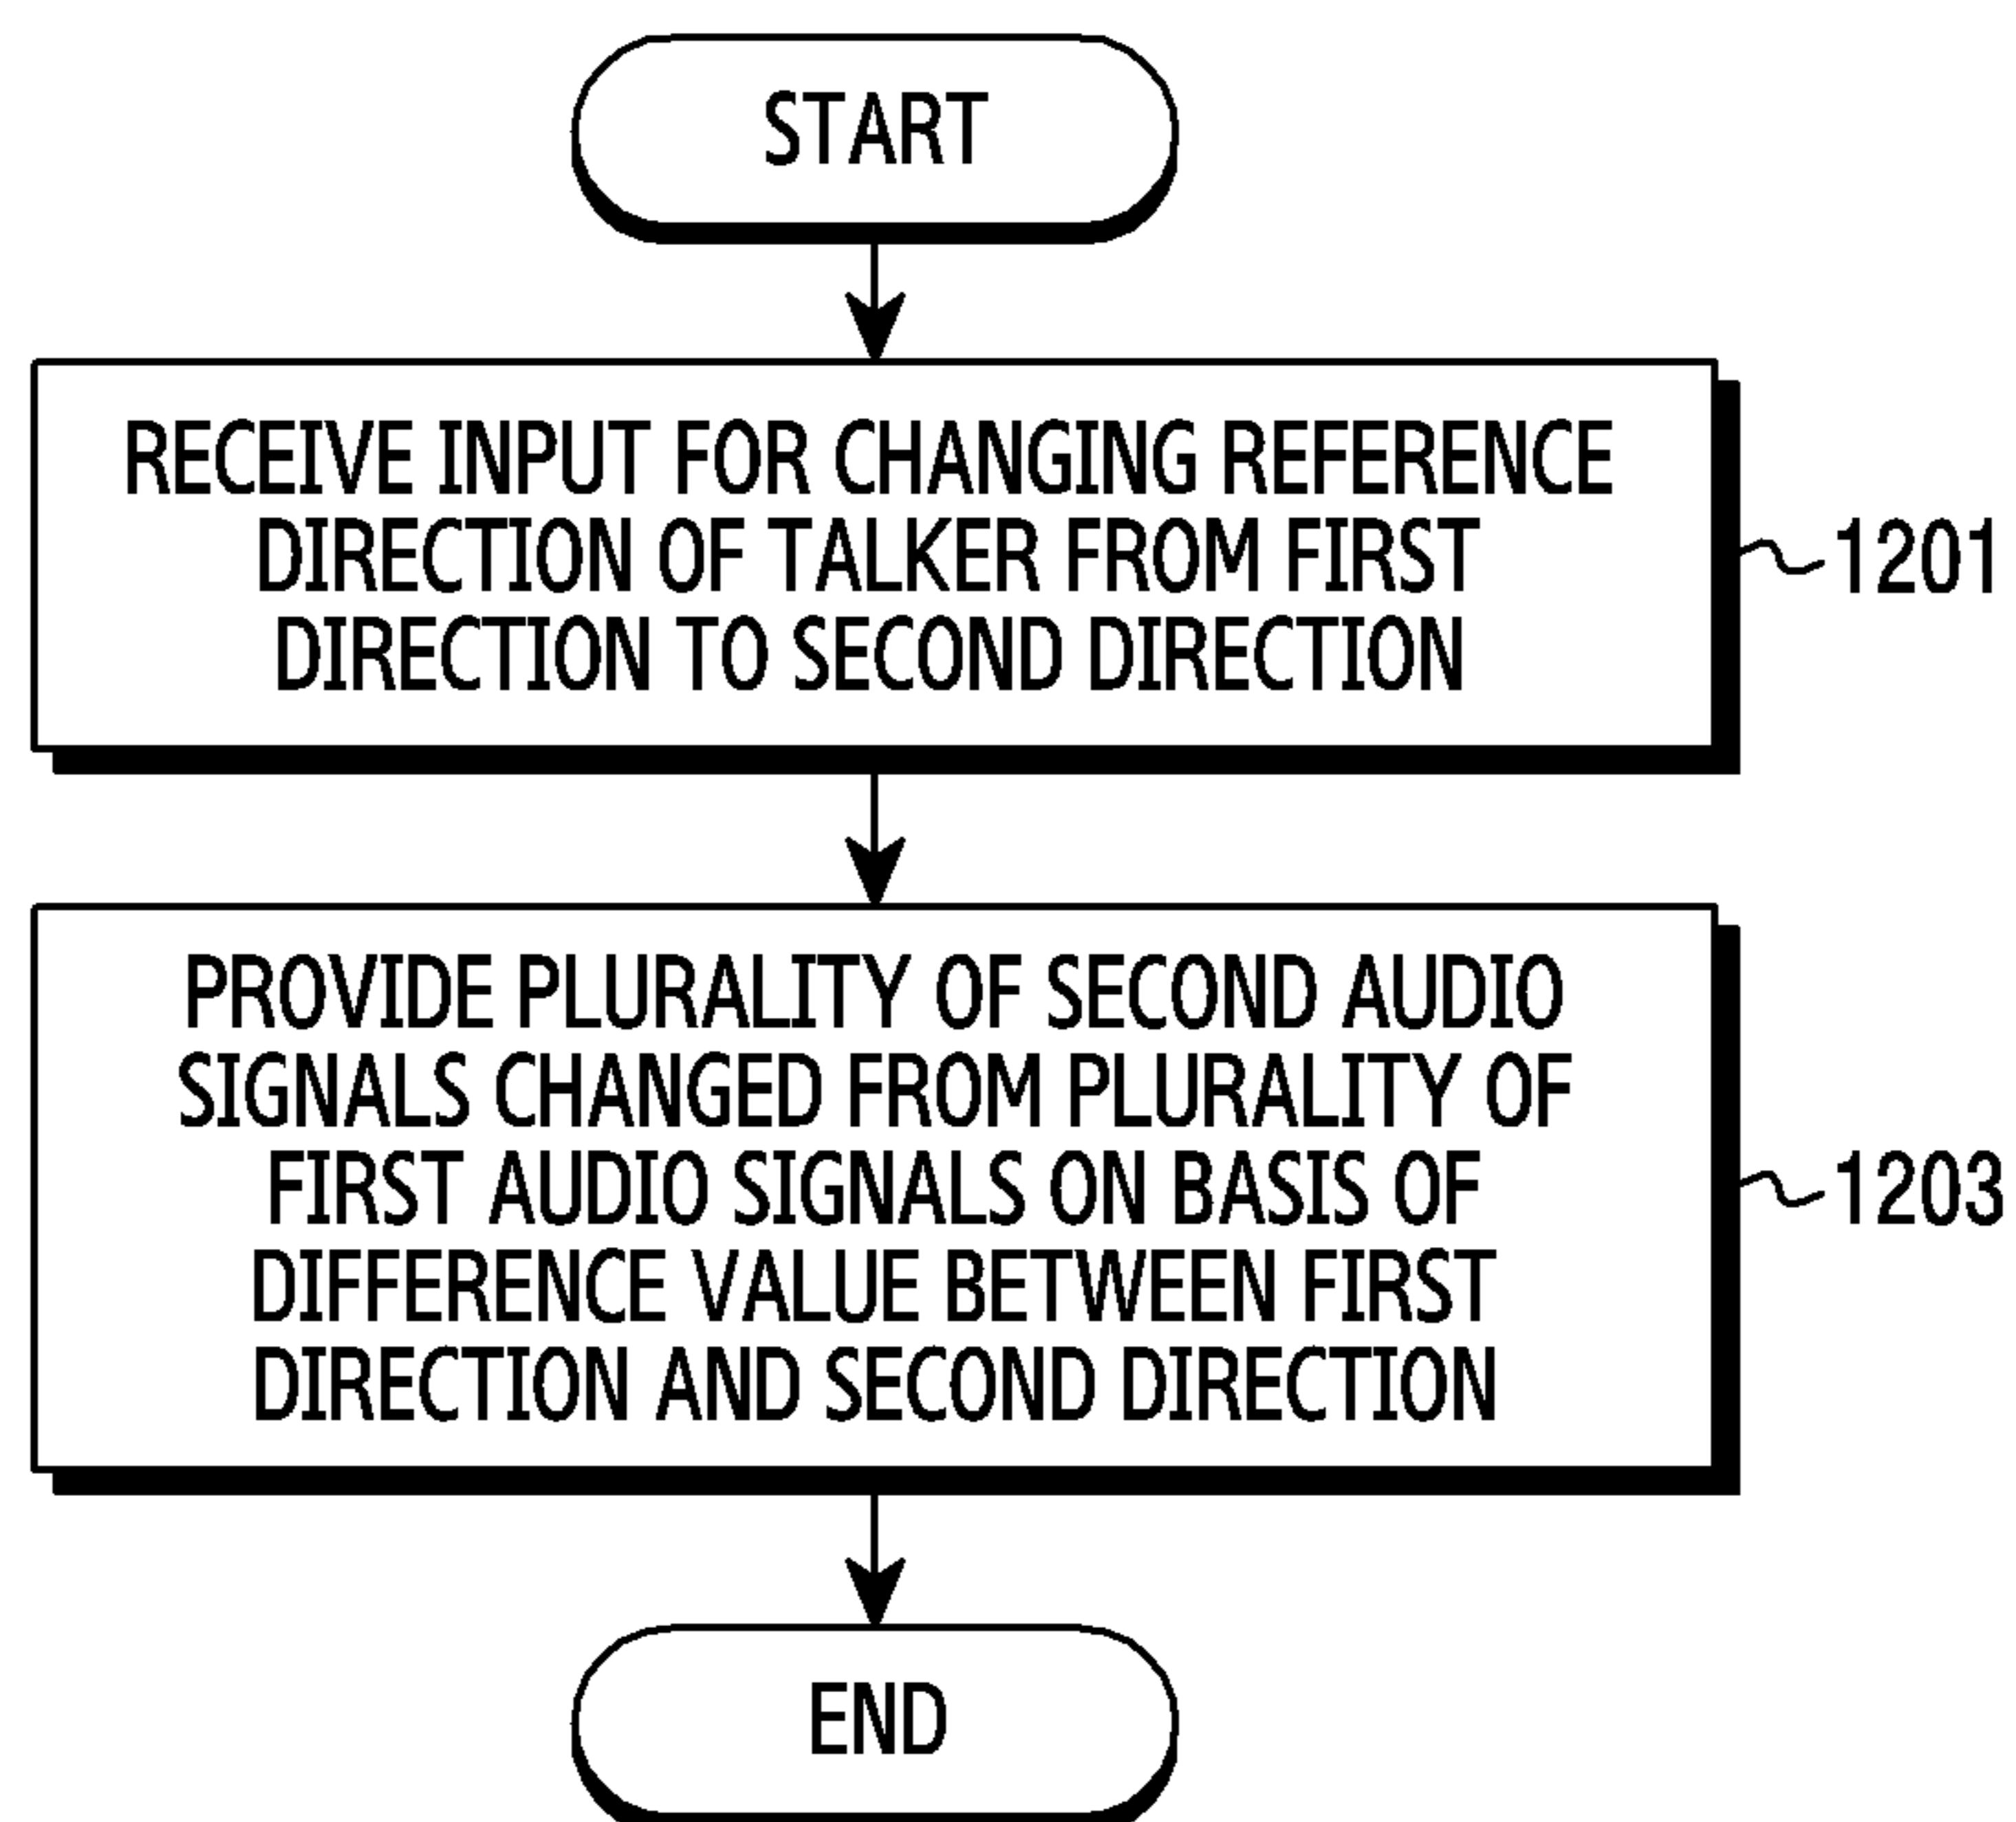 START
RECEIVE INPUT FOR CHANGING REFERENCE
DIRECTION OF TALKER FROM FIRST
DIRECTION TO SECOND DIRECTION
1201
PROVIDE PLURALITY OF SECOND AUDIO
SIGNALS CHANGED FROM PLURALITY OF
FIRST AUDIO SIGNALS ON BASIS OF
DIFFERENCE VALUE BETWEEN FIRST
DIRECTION AND SECOND DIRECTION
1203
END